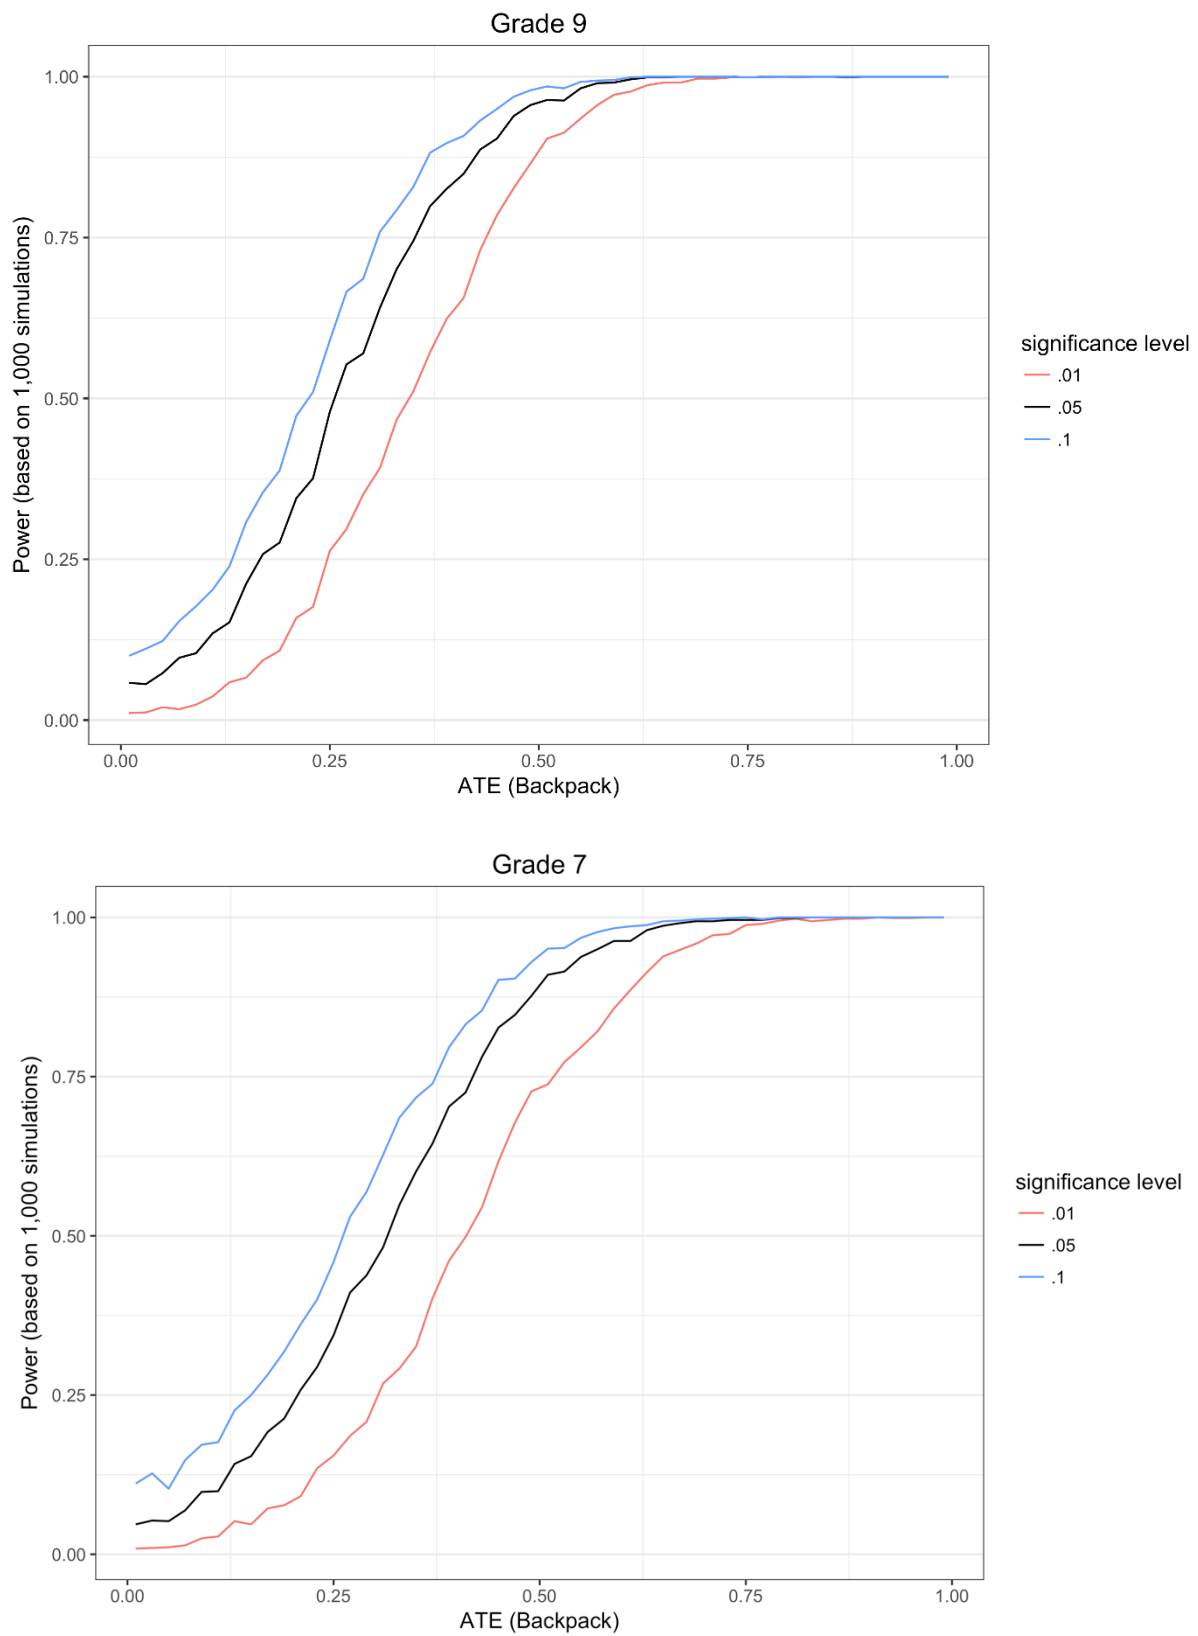 Grade 9
Power (based on 1,000 simulations)
1.00
0.75
0.50
0.25
0.00
0.00 0.25 0.50 0.75 1.00
ATE (Backpack)
significance level
.01
.05
.1
Grade 7
Power (based on 1,000 simulations)
1.00
0.75
0.50
0.25
0.00
0.00 0.25 0.50 0.75 1.00
ATE (Backpack)
significance level
.01
.05
.1